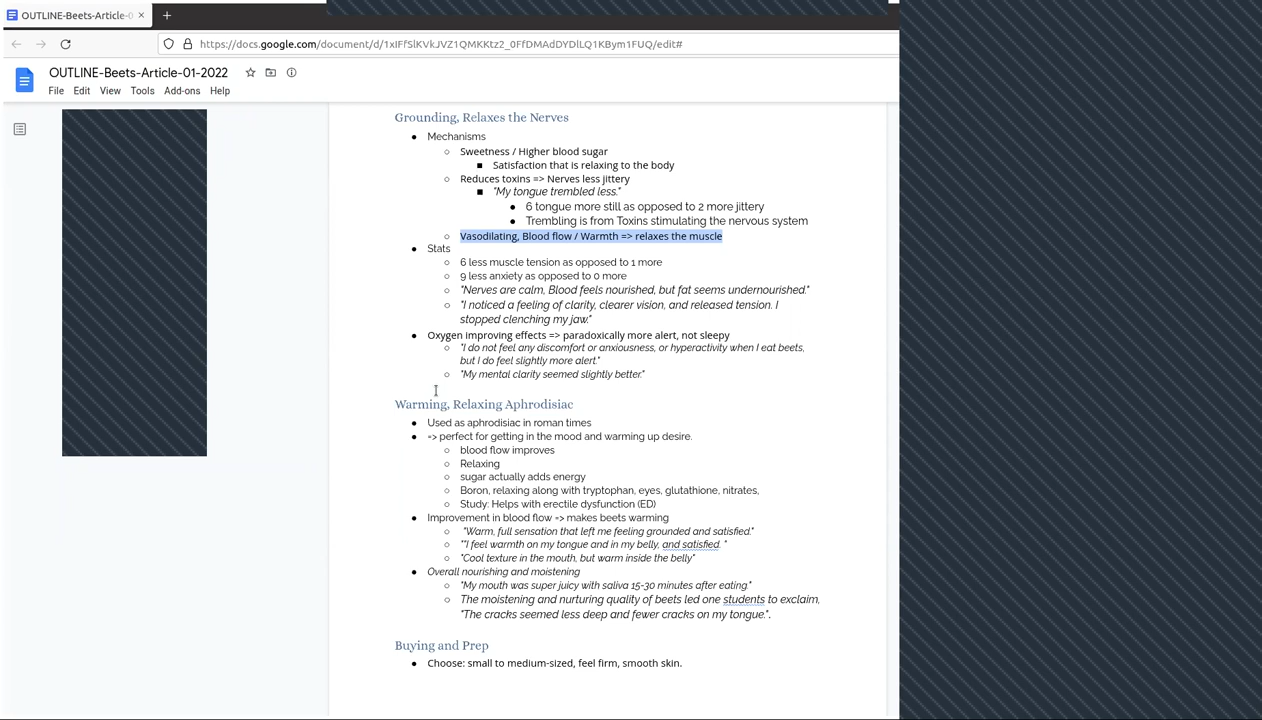 OUTLINE-Beets-Article-0
https://docs.google.com/document/d/1xIFfSlKVkJVZ1QMKKtz2_0FfDMAdDYDlLQ1KBym1FUQ/edit#
OUTLINE-Beets-Article-01-2022
File Edit View Tools Add-ons Help
Grounding, Relaxes the Nerves
Mechanisms
Sweetness / Higher blood sugar
Satisfaction that is relaxing to the body
Reduces toxins => Nerves less jittery
"My tongue trembled less."
6 tongue more still as opposed to 2 more jittery
Trembling is from Toxins stimulating the nervous system
Vasodilating, Blood flow / Warmth => relaxes the muscle
Stats
6 less muscle tension as opposed to 1 more
9 less anxiety as opposed to 0 more
"Nerves are calm, Blood feels nourished, but fat seems undernourished."
"I noticed a feeling of clarity, clearer vision, and released tension. I
stopped clenching my jaw."
Oxygen improving effects => paradoxically more alert, not sleepy
"I do not feel any discomfort or anxiousness, or hyperactivity when I eat beets,
but I do feel slightly more alert."
"My mental clarity seemed slightly better."
Warming, Relaxing Aphrodisiac
Used as aphrodisiac in roman times
=> perfect for getting in the mood and warming up desire.
blood flow improves
Relaxing
sugar actually adds energy
Boron, relaxing along with tryptophan, eyes, glutathione, nitrates,
Study: Helps with erectile dysfunction (ED)
Improvement in blood flow => makes beets warming
"Warm, full sensation that left me feeling grounded and satisfied."
""I feel warmth on my tongue and in my belly, and satisfied. "
"Cool texture in the mouth, but warm inside the belly"
Overall nourishing and moistening
"My mouth was super juicy with saliva 15-30 minutes after eating."
The moistening and nurturing quality of beets led one students to exclaim,
"The cracks seemed less deep and fewer cracks on my tongue.".
Buying and Prep
Choose: small to medium-sized, feel firm, smooth skin.